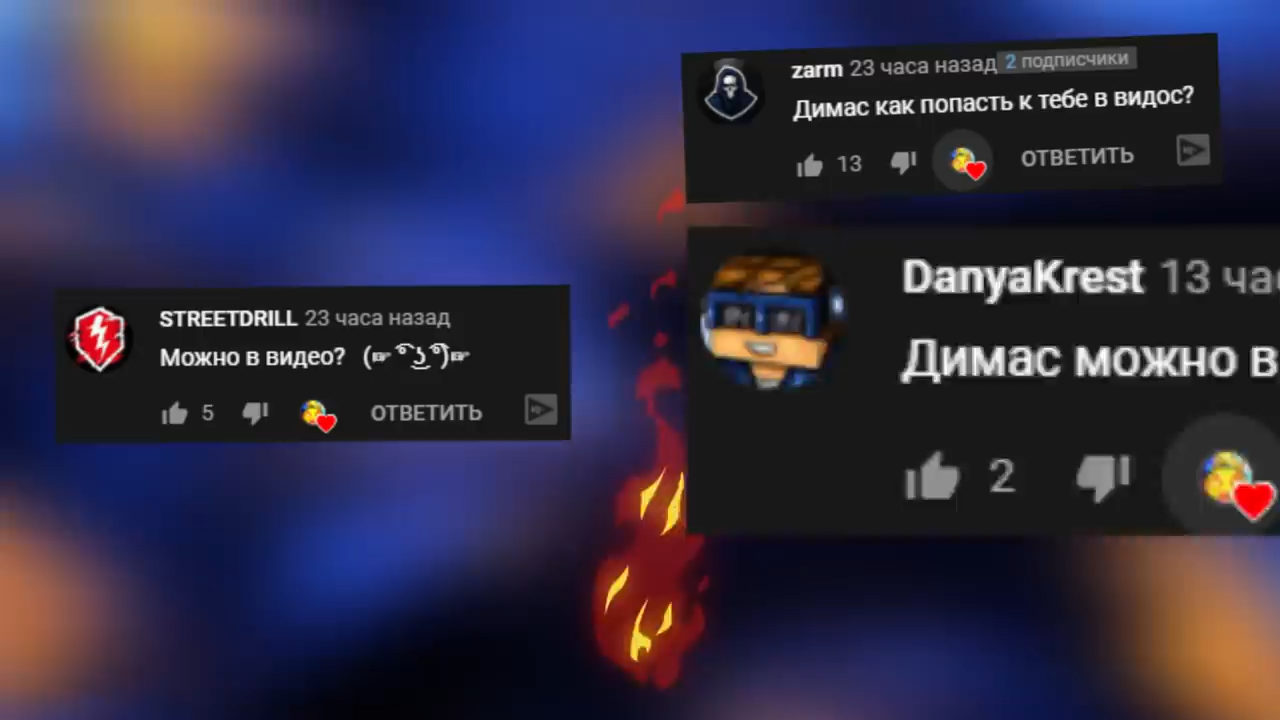 zarm 23 часа назад 2 подписчики
Димас как попасть к тебе в видос?
13 ОТВЕТИТЬ
STREETDRILL 23 часа назад
Можно в видео? (☞ ͡° ͜ʖ ͡°)☞
5 ОТВЕТИТЬ
DanyaKrest 13 ча
Димас можно в
2